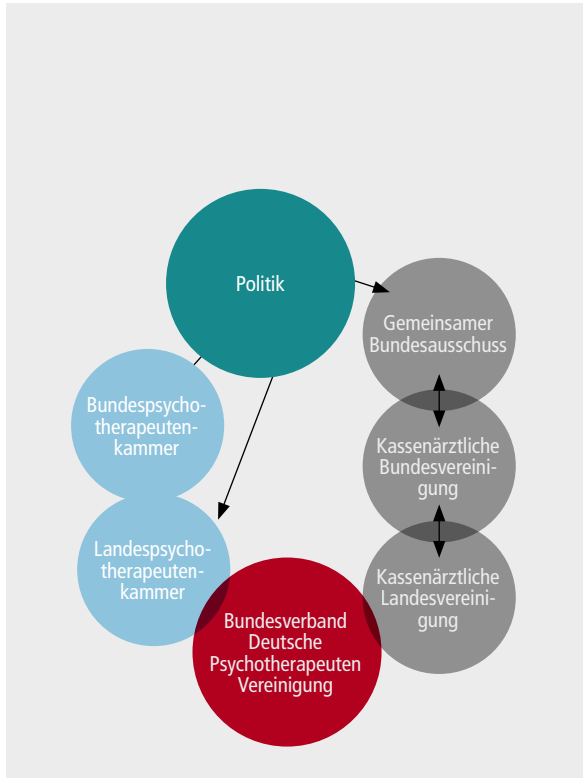 Politik
Gemeinsamer
Bundesausschuss
Bundespsycho-
therapeuten-
kammer
Kassenärztliche
Bundesvereini-
gung
Landespsycho-
therapeuten-
kammer
Kassenärztliche
Landesvereini-
gung
Bundesverband
Deutsche
Psychotherapeuten
Vereinigung